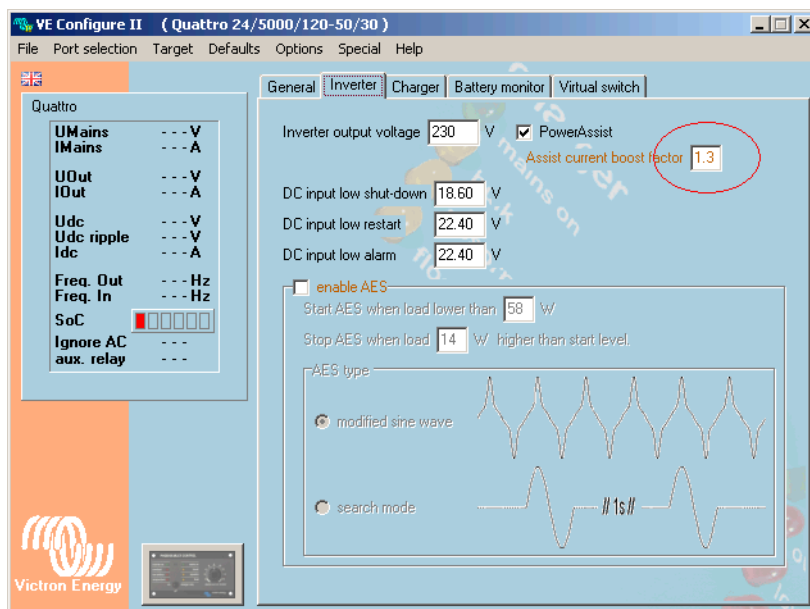 VE Configure II ( Quattro 24/5000/120-50/30 )
File Port selection Target Defaults Options Special Help
General Inverter Charger Battery monitor Virtual switch
Quattro
UMains - - - V
IMains - - - A
UOut - - - V
IOut - - - A
Udc - - - V
Udc ripple - - - V
Idc - - - A
Freq. Out - - - Hz
Freq. In - - - Hz
SoC
Ignore AC - - -
aux. relay - - -
Inverter output voltage 230 V PowerAssist
Assist current boost factor 1.3
DC input low shut-down 18.60 V
DC input low restart 22.40 V
DC input low alarm 22.40 V
enable AES
Start AES when load lower than 58 W
Stop AES when load 14 W higher than start level.
AES type
modified sine wave
search mode
// 1s //
mains on
Victron Energy